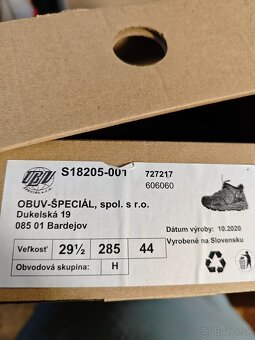 OBV S18205-001 727217
606060
OBUV-ŠPECIÁL, spol. s r.o.
Dukelská 19
085 01 Bardejov
Dátum výroby: 10.2020
Vyrobené na Slovensku
Veľkosť 29½ 285 44
Obvodová skupina: H